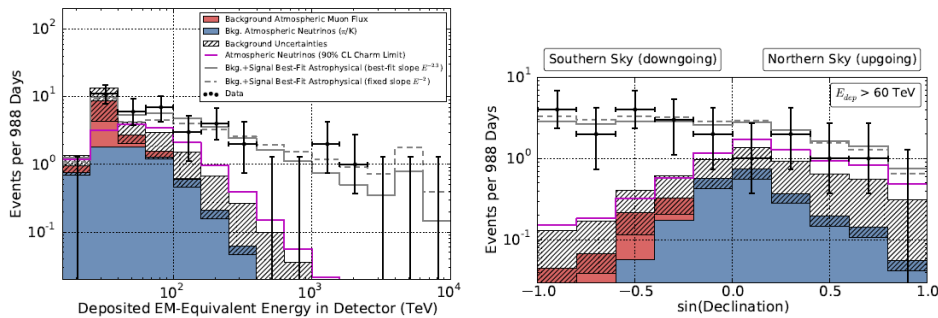 Background Atmospheric Muon Flux
Bkg. Atmospheric Neutrinos (π/K)
Background Uncertainties
Atmospheric Neutrinos (90% CL Charm Limit)
Bkg.+Signal Best-Fit Astrophysical (best-fit slope E^-2.3)
Bkg.+Signal Best-Fit Astrophysical (fixed slope E^-2)
Data
Events per 988 Days
10^2
10^1
10^0
10^-1
10^2 10^3 10^4
Deposited EM-Equivalent Energy in Detector (TeV)
Southern Sky (downgoing) Northern Sky (upgoing)
E_dep > 60 TeV
Events per 988 Days
10^2
10^1
10^0
10^-1
−1.0 −0.5 0.0 0.5 1.0
sin(Declination)